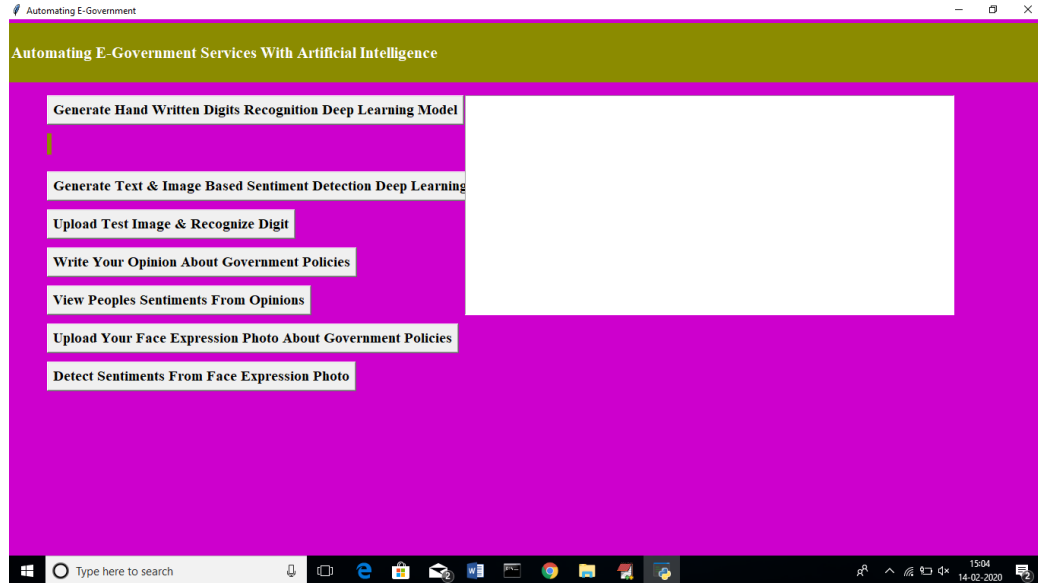 Automating E-Government
Automating E-Government Services With Artificial Intelligence
Generate Hand Written Digits Recognition Deep Learning Model
Generate Text & Image Based Sentiment Detection Deep Learning
Upload Test Image & Recognize Digit
Write Your Opinion About Government Policies
View Peoples Sentiments From Opinions
Upload Your Face Expression Photo About Government Policies
Detect Sentiments From Face Expression Photo
Type here to search
15:04
14-02-2020
2
2